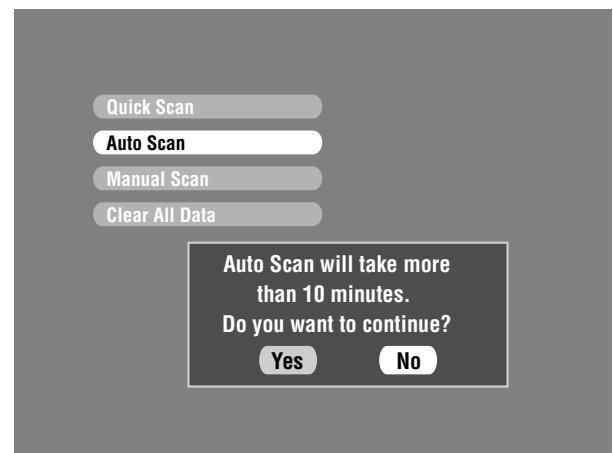 Quick Scan
Auto Scan
Manual Scan
Clear All Data
Auto Scan will take more
than 10 minutes.
Do you want to continue?
Yes No